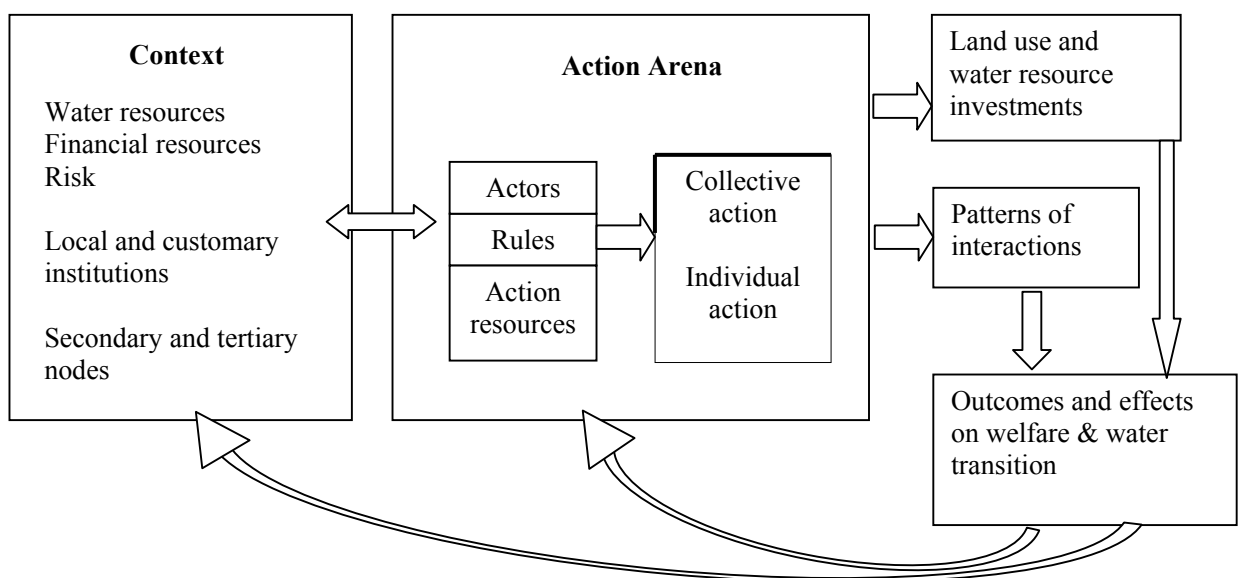 Context
Water resources
Financial resources
Risk
Local and customary
institutions
Secondary and tertiary
nodes
Action Arena
Actors
Rules
Action
resources
Collective
action
Individual
action
Land use and
water resource
investments
Patterns of
interactions
Outcomes and effects
on welfare & water
transition